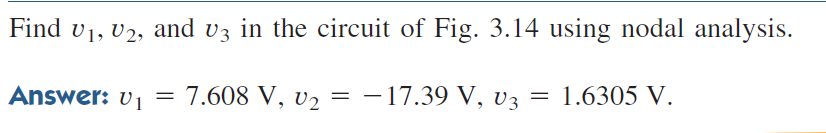 Find v₁, v₂, and v₃ in the circuit of Fig. 3.14 using nodal analysis.
Answer: v₁ = 7.608 V, v₂ = −17.39 V, v₃ = 1.6305 V.